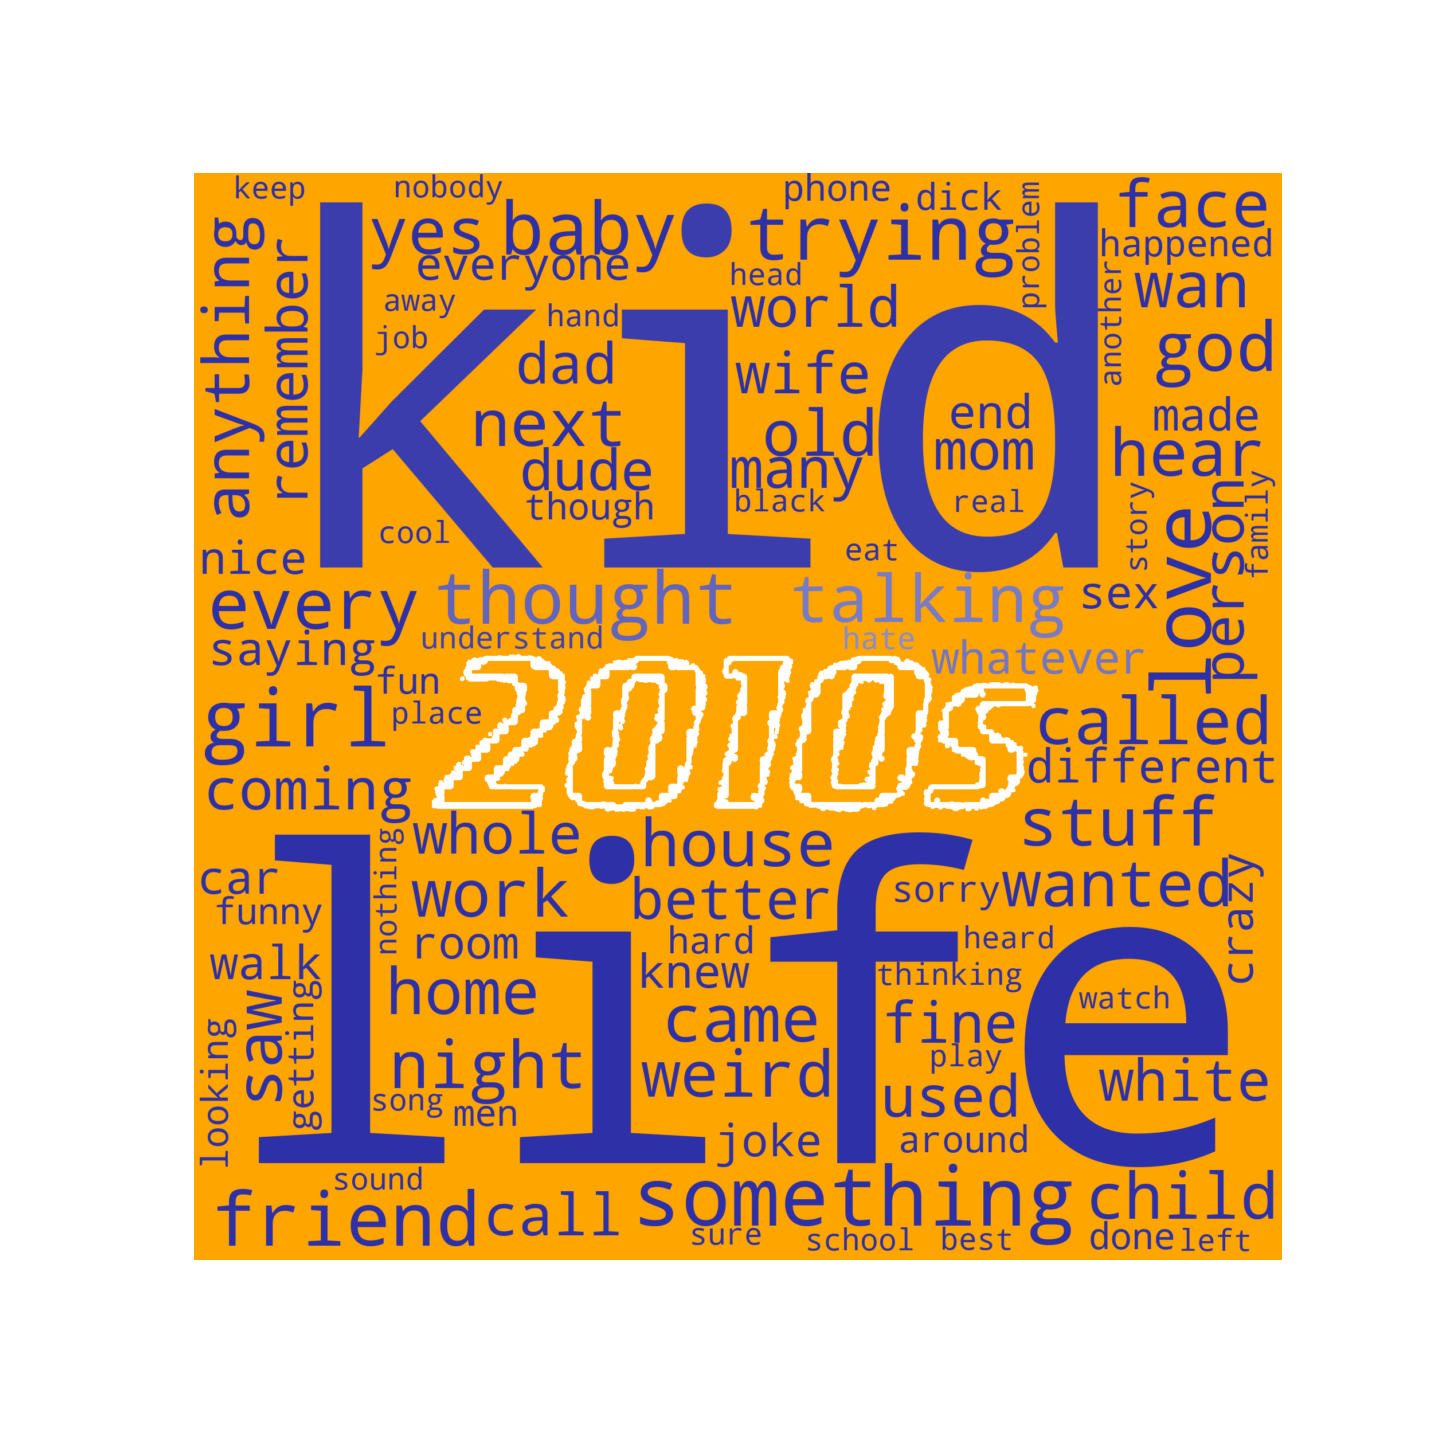 keep
nobody
phone
dick
problem
face
yes
baby
trying
happened
everyone
anything
remember
kid
head
another
wan
away
hand
world
job
dad
wife
god
next
old
end
made
dude
many
mom
hear
though
black
real
story
family
cool
eat
nice
love
person
every
thought
talking
sex
saying
understand
hate
whatever
fun
2010s
girl
place
called
coming
different
whole
house
stuff
nothing
life
car
work
better
sorry
wanted
crazy
funny
room
hard
heard
walk
knew
thinking
saw
getting
home
came
fine
watch
looking
night
weird
play
white
song
men
used
joke
around
sound
something
child
friend
call
sure
school
best
done
left